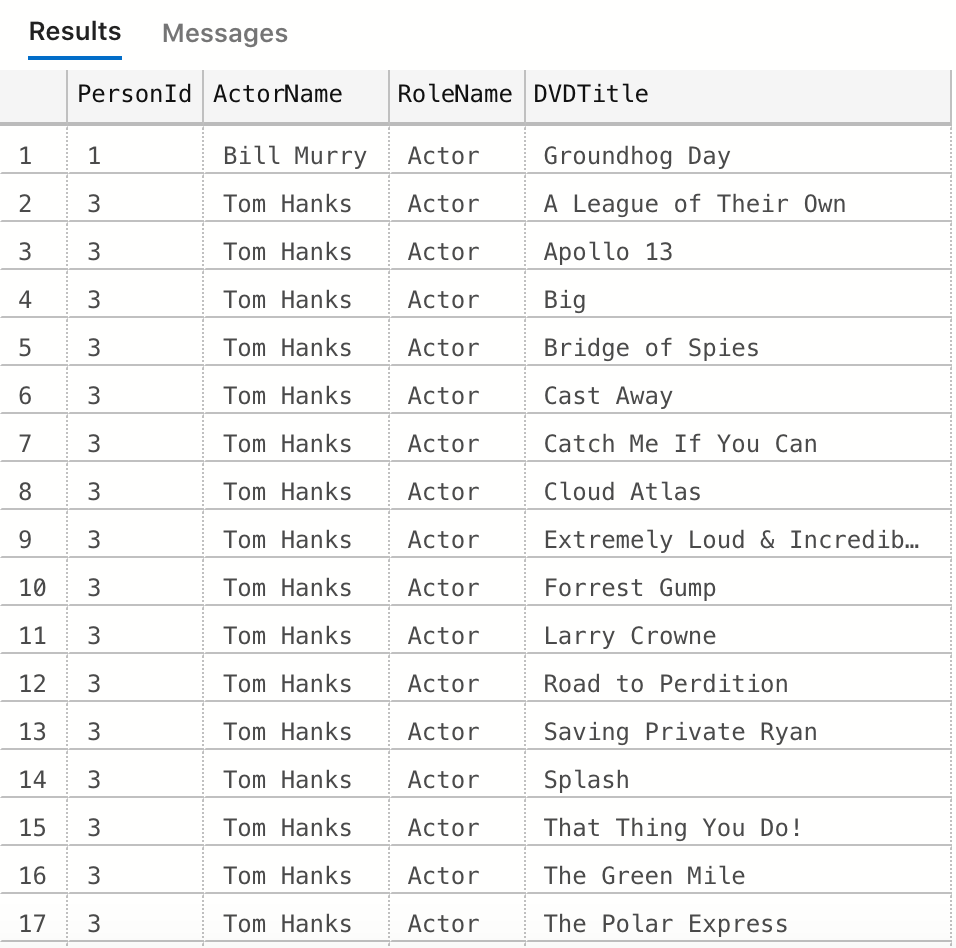 Results Messages
PersonId ActorName RoleName DVDTitle
1 1 Bill Murry Actor Groundhog Day
2 3 Tom Hanks Actor A League of Their Own
3 3 Tom Hanks Actor Apollo 13
4 3 Tom Hanks Actor Big
5 3 Tom Hanks Actor Bridge of Spies
6 3 Tom Hanks Actor Cast Away
7 3 Tom Hanks Actor Catch Me If You Can
8 3 Tom Hanks Actor Cloud Atlas
9 3 Tom Hanks Actor Extremely Loud & Incredib…
10 3 Tom Hanks Actor Forrest Gump
11 3 Tom Hanks Actor Larry Crowne
12 3 Tom Hanks Actor Road to Perdition
13 3 Tom Hanks Actor Saving Private Ryan
14 3 Tom Hanks Actor Splash
15 3 Tom Hanks Actor That Thing You Do!
16 3 Tom Hanks Actor The Green Mile
17 3 Tom Hanks Actor The Polar Express